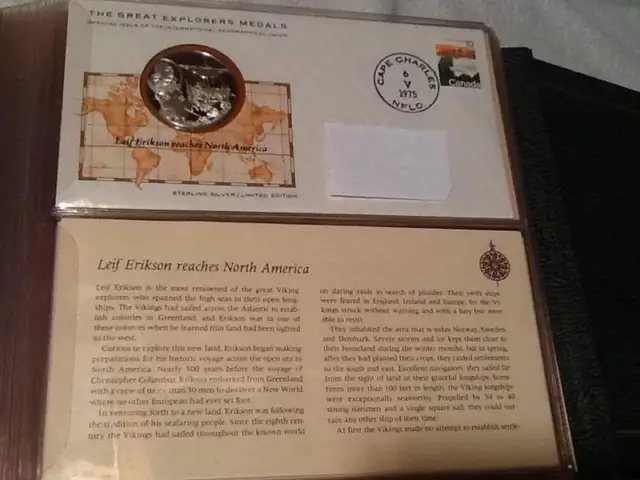 THE GREAT EXPLORERS MEDALS
SPECIAL ISSUE OF THE INTERNATIONAL GEOGRAPHIC UNION
CAPE CHARLES
6
V
1975
NFLD
10
Canada
Leif Erikson reaches North America
STERLING SILVER / LIMITED EDITION
Leif Erikson reaches North America
Leif Erikson is the most renowned of the great Viking
explorers who spanned the high seas in their open long-
ships. The Vikings had sailed across the Atlantic to estab-
lish colonies in Greenland, and Erikson was in one of
these colonies when he learned that land had been sighted
to the west.
Curious to explore this new land, Erikson began making
preparations for his historic voyage across the open sea to
North America. Nearly 500 years before the voyage of
Christopher Columbus, Erikson embarked from Greenland
with a crew of more than 30 men to discover a New World
where no other European had ever set foot.
In venturing forth to a new land, Erikson was following
the tradition of his seafaring people. Since the eighth cen-
tury the Vikings had sailed throughout the known world
on daring raids in search of plunder. Their swift ships
were feared in England, Ireland and Europe, for the Vi-
kings struck without warning and with a fury few were
able to resist.
They inhabited the area that is today Norway, Sweden
and Denmark. Severe storms and ice kept them close to
their homeland during the winter months, but in spring,
after they had planted their crops, they raided settlements
to the south and east. Excellent navigators, they sailed far
from the sight of land in their graceful longships. Some-
times more than 100 feet in length, the Viking longships
were exceptionally seaworthy. Propelled by 30 to 40
strong oarsmen and a single square sail, they could out-
race any other ship of their time.
At first the Vikings made no attempt to establish settle-